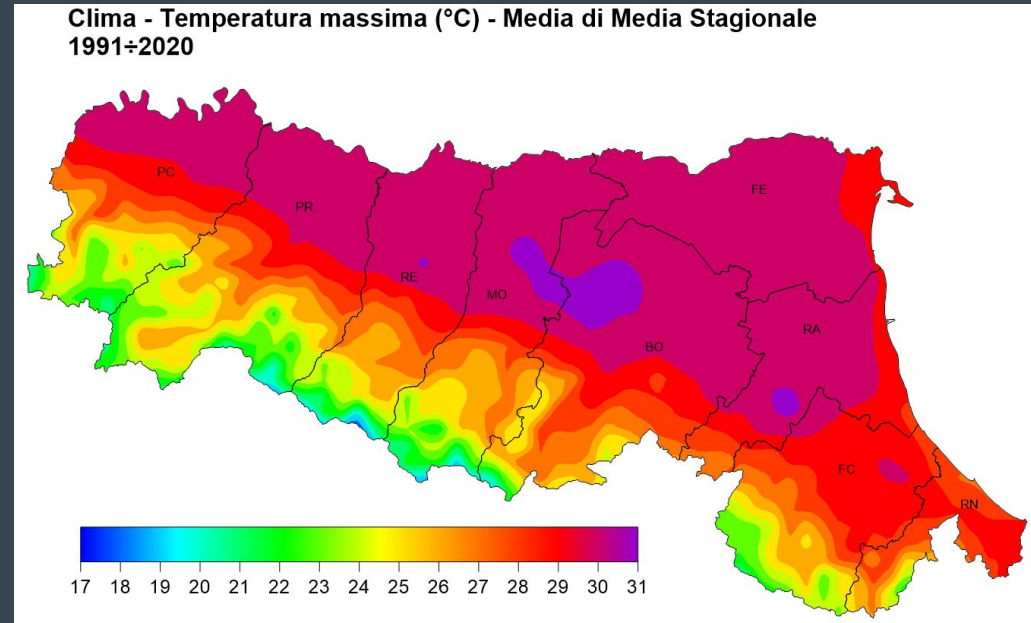 Clima - Temperatura massima (°C) - Media di Media Stagionale
1991÷2020
PC
PR
RE
MO
BO
FE
RA
FC
RN
17 18 19 20 21 22 23 24 25 26 27 28 29 30 31